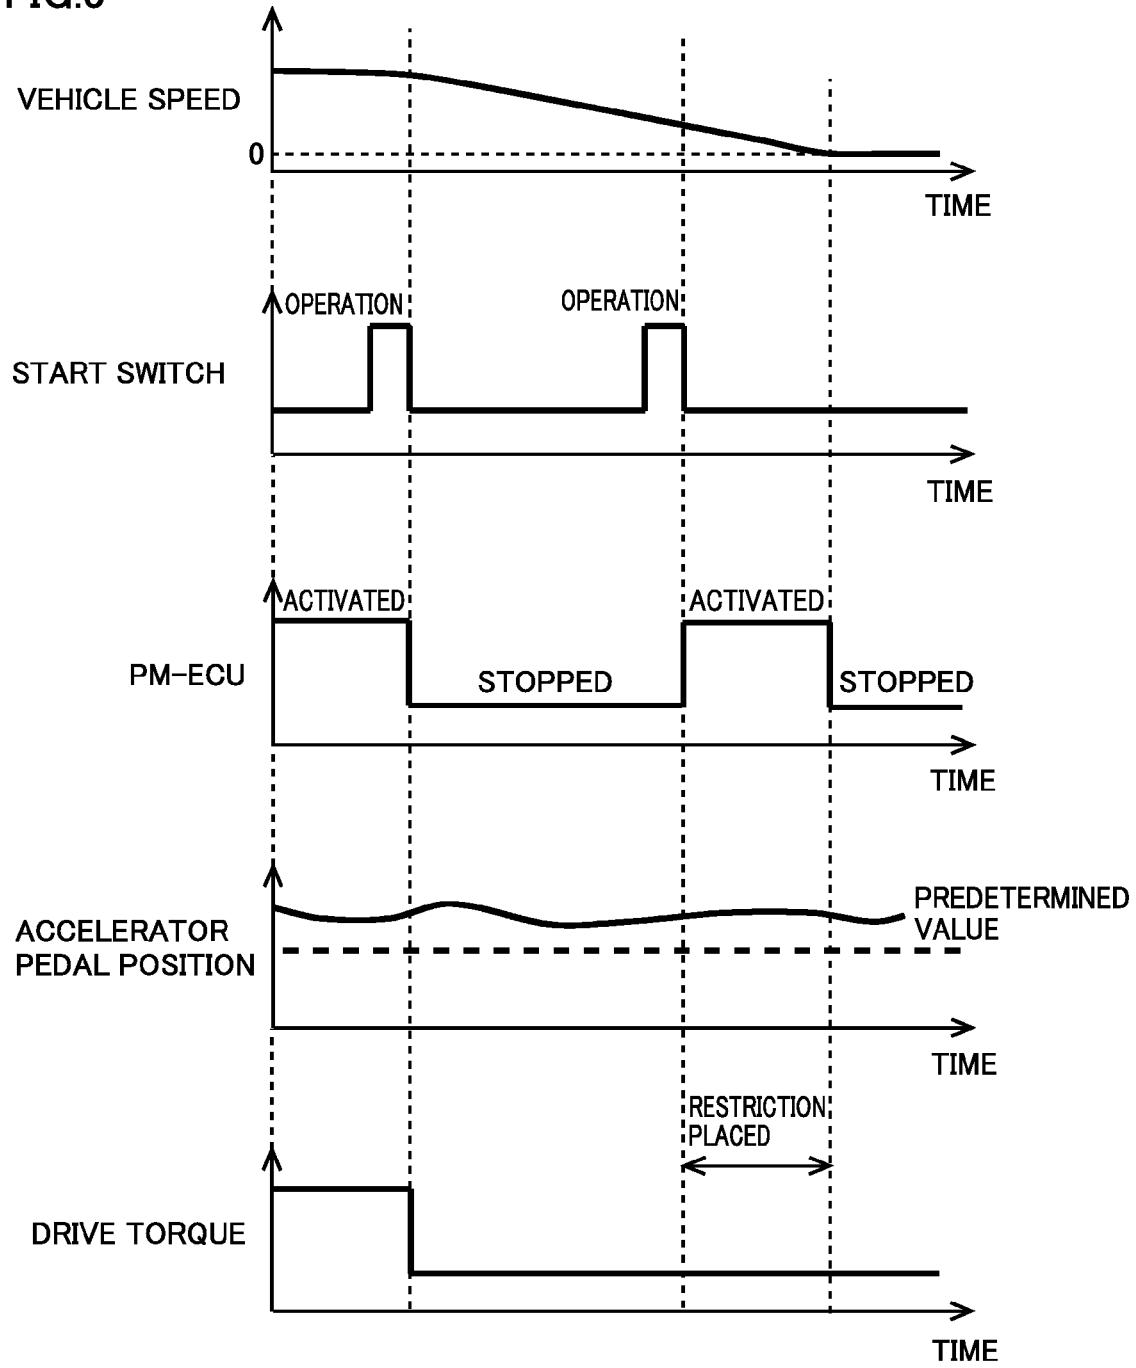 VEHICLE SPEED
0
TIME
OPERATION
OPERATION
START SWITCH
TIME
ACTIVATED
ACTIVATED
PM-ECU
STOPPED
STOPPED
TIME
PREDETERMINED
VALUE
ACCELERATOR
PEDAL POSITION
TIME
RESTRICTION
PLACED
DRIVE TORQUE
TIME